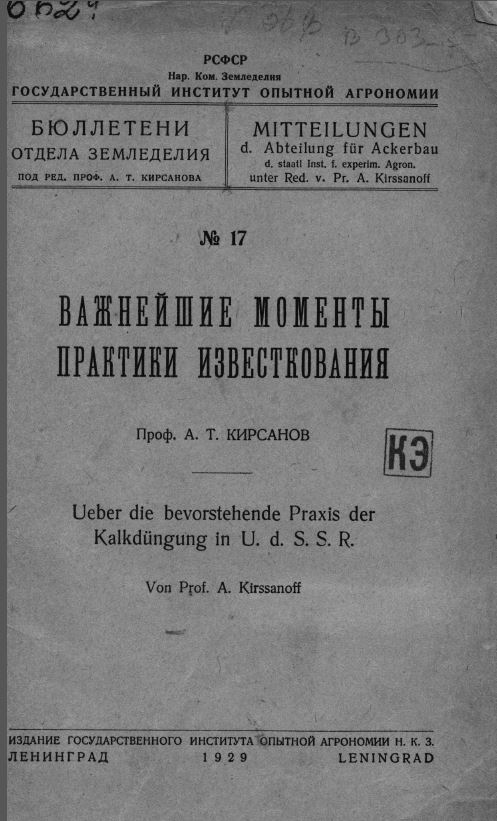 РСФСР
Нар. Ком. Земледелия
ГОСУДАРСТВЕННЫЙ ИНСТИТУТ ОПЫТНОЙ АГРОНОМИИ
БЮЛЛЕТЕНИ
ОТДЕЛА ЗЕМЛЕДЕЛИЯ
ПОД РЕД. ПРОФ. А. Т. КИРСАНОВА
MITTEILUNGEN
d. Abteilung für Ackerbau
d. staatl Inst. f. experim. Agron.
unter Red. v. Pr. A. Kirssanoff
№ 17
ВАЖНЕЙШИЕ МОМЕНТЫ
ПРАКТИКИ ИЗВЕСТКОВАНИЯ
Проф. А. Т. КИРСАНОВ
КЭ
Ueber die bevorstehende Praxis der
Kalkdüngung in U. d. S. S. R.
Von Prof. A. Kirssanoff
ИЗДАНИЕ ГОСУДАРСТВЕННОГО ИНСТИТУТА ОПЫТНОЙ АГРОНОМИИ Н. К. З.
ЛЕНИНГРАД 1929 LENINGRAD